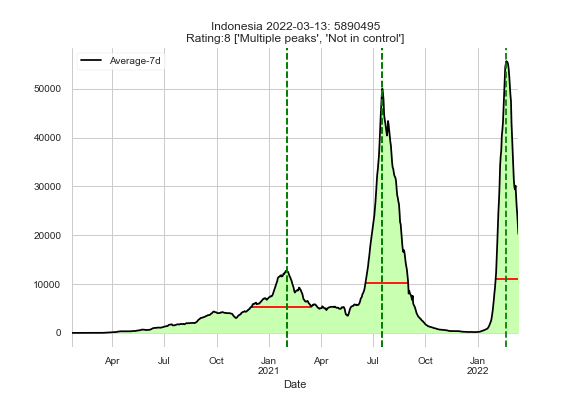 Indonesia 2022-03-13: 5890495
Rating:8 ['Multiple peaks', 'Not in control']
Average-7d
50000
40000
30000
20000
10000
0
Apr Jul Oct Jan Apr Jul Oct Jan
2021 2022
Date